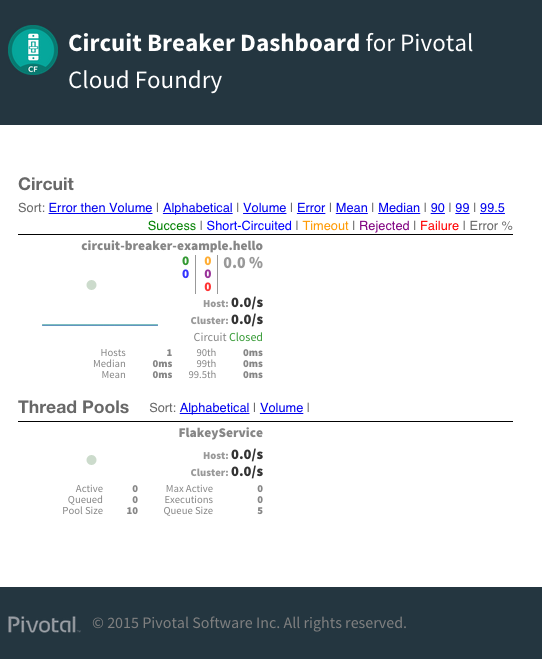 CF
Circuit Breaker Dashboard for Pivotal
Cloud Foundry
Circuit
Sort: Error then Volume | Alphabetical | Volume | Error | Mean | Median | 90 | 99 | 99.5
Success | Short-Circuited | Timeout | Rejected | Failure | Error %
circuit-breaker-example.hello
0 0 0.0 %
0 0
0
Host: 0.0/s
Cluster: 0.0/s
Circuit Closed
Hosts 1 90th 0ms
Median 0ms 99th 0ms
Mean 0ms 99.5th 0ms
Thread Pools Sort: Alphabetical | Volume |
FlakeyService
Host: 0.0/s
Cluster: 0.0/s
Active 0 Max Active 0
Queued 0 Executions 0
Pool Size 10 Queue Size 5
Pivotal © 2015 Pivotal Software Inc. All rights reserved.